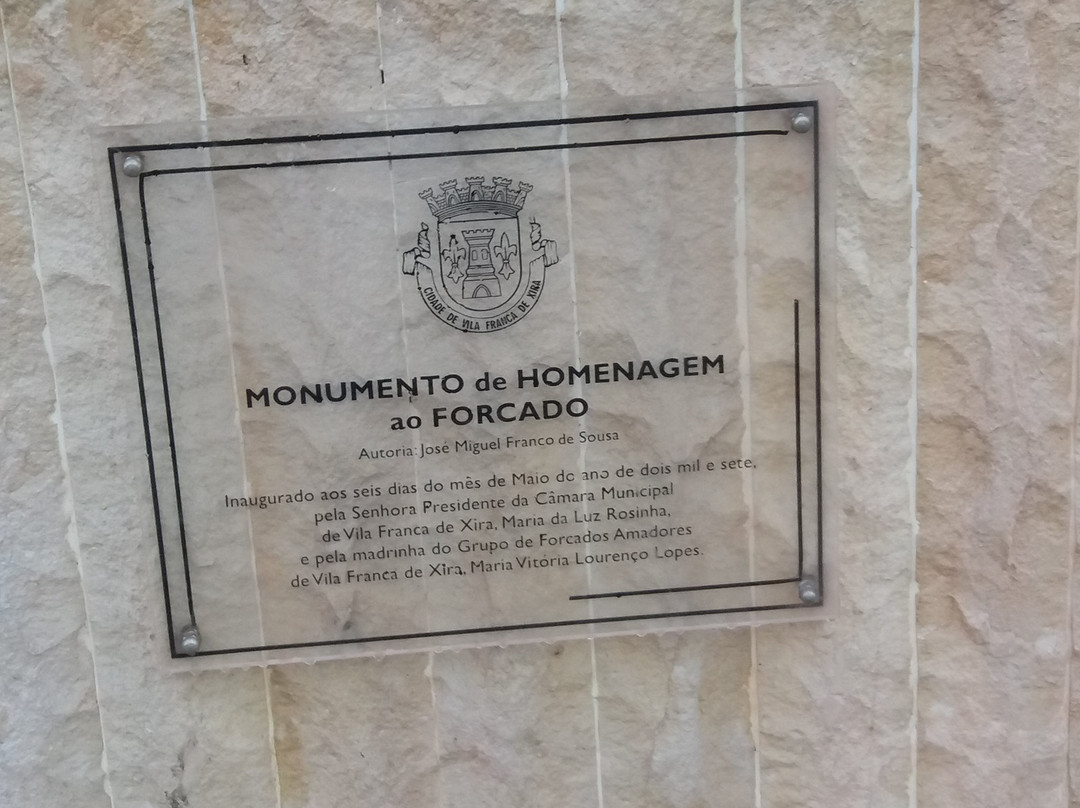 CIDADE DE VILA FRANCA DE XIRA
MONUMENTO de HOMENAGEM
ao FORCADO
Autoria: José Miguel Franco de Sousa
Inaugurado aos seis dias do mês de Maio do ano de dois mil e sete,
pela Senhora Presidente da Câmara Municipal
de Vila Franca de Xira, Maria da Luz Rosinha,
e pela madrinha do Grupo de Forcados Amadores
de Vila Franca de Xira, Maria Vitória Lourenço Lopes.